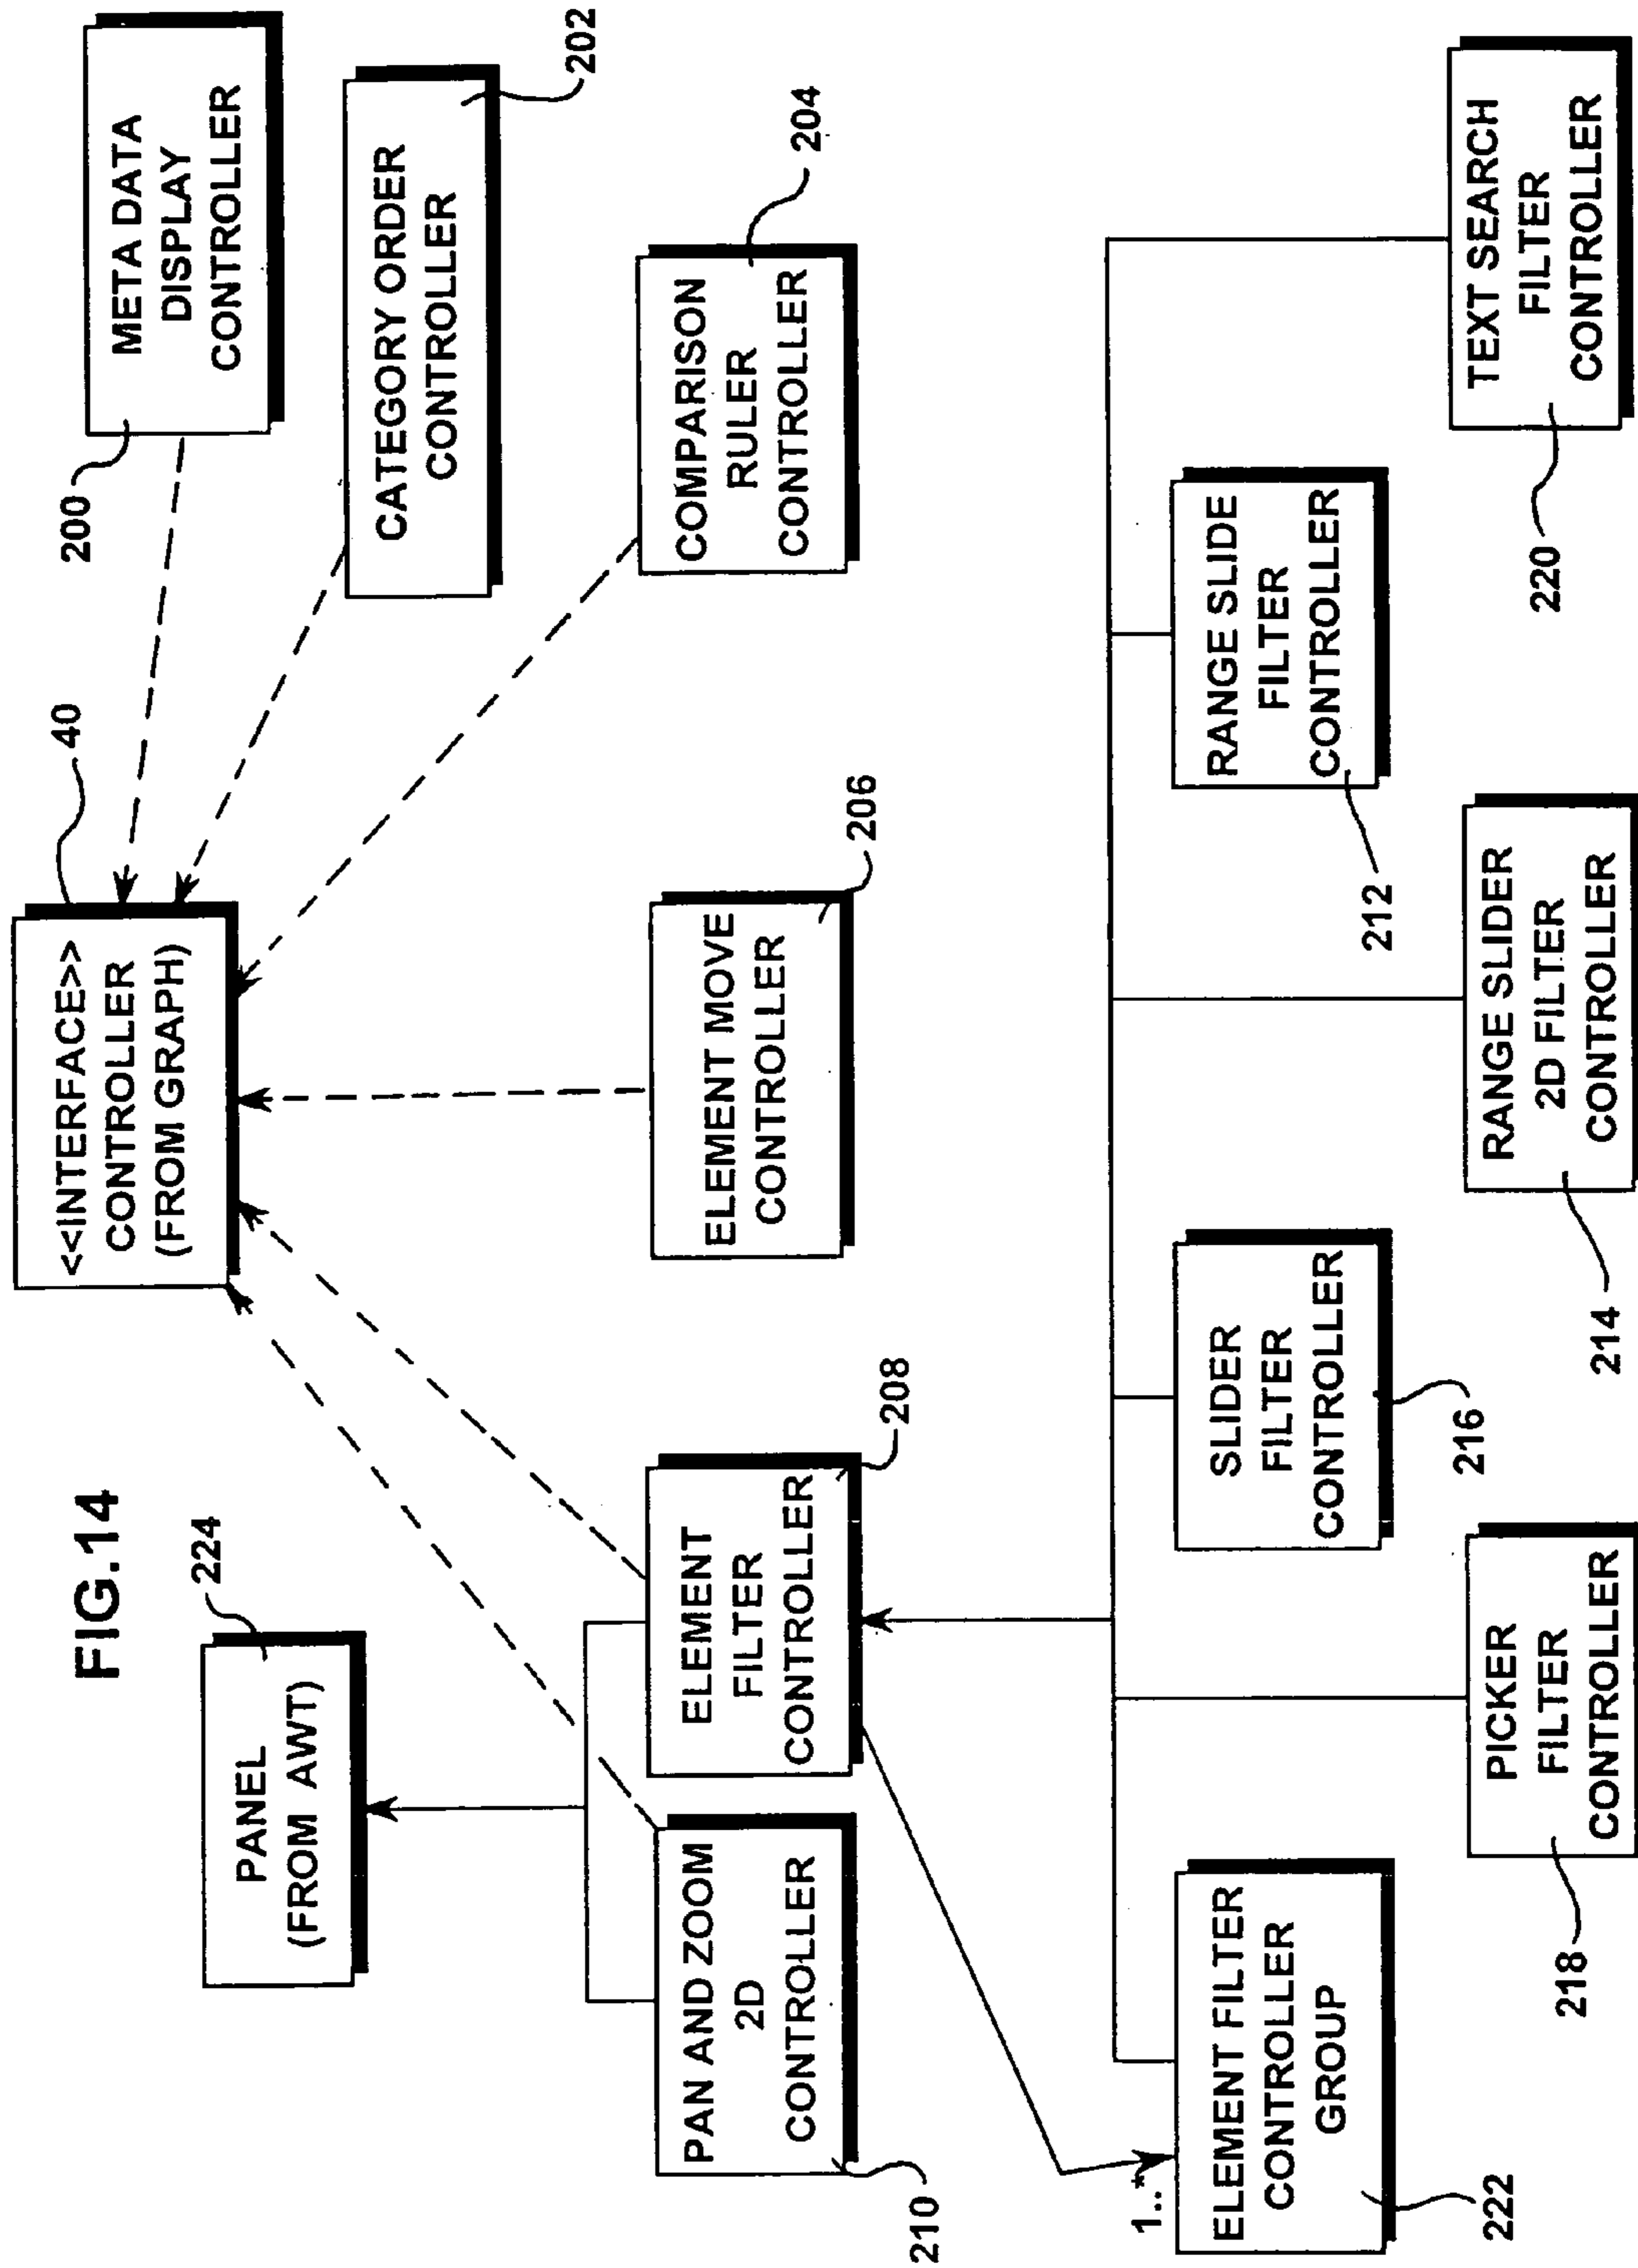 FIG.14
PANEL
(FROM AWT)
224
<<INTERFACE>>
CONTROLLER
(FROM GRAPH)
40
META DATA
DISPLAY
CONTROLLER
200
CATEGORY ORDER
CONTROLLER
202
PAN AND ZOOM
2D
CONTROLLER
210
ELEMENT
FILTER
CONTROLLER
208
ELEMENT MOVE
CONTROLLER
206
COMPARISON
RULER
CONTROLLER
204
1..*
ELEMENT FILTER
CONTROLLER
GROUP
222
SLIDER
FILTER
CONTROLLER
216
RANGE SLIDE
FILTER
CONTROLLER
212
PICKER
FILTER
CONTROLLER
218
RANGE SLIDER
2D FILTER
CONTROLLER
214
TEXT SEARCH
FILTER
CONTROLLER
220